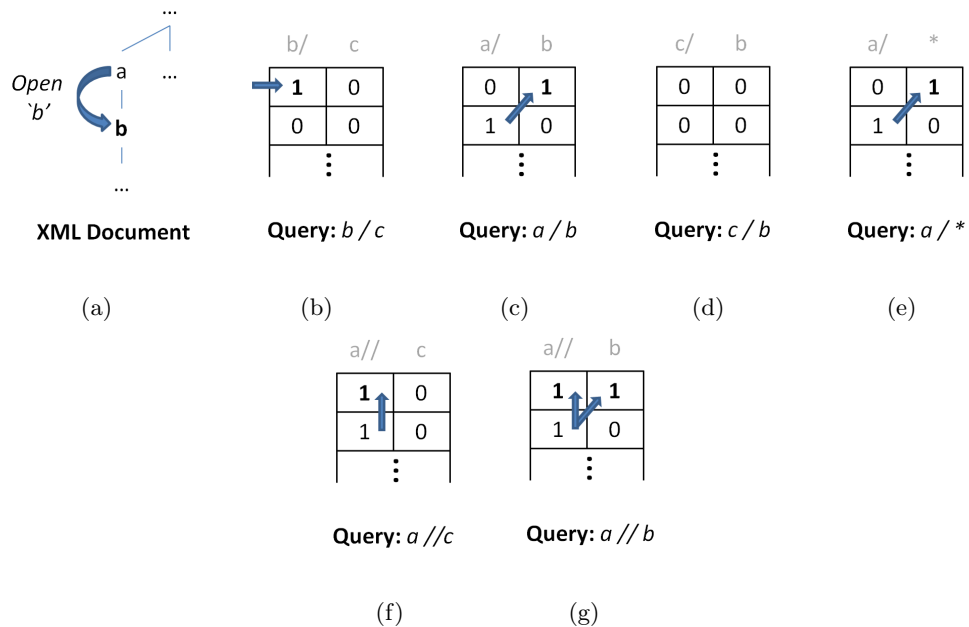 ...
a
...
Open
'b'
b
...
XML Document
(a)
b/ c
1 0
0 0
⋮
Query: b / c
(b)
a/ b
0 1
1 0
⋮
Query: a / b
(c)
c/ b
0 0
0 0
⋮
Query: c / b
(d)
a/ *
0 1
1 0
⋮
Query: a / *
(e)
a// c
1 0
1 0
⋮
Query: a //c
(f)
a// b
1 1
1 0
⋮
Query: a // b
(g)